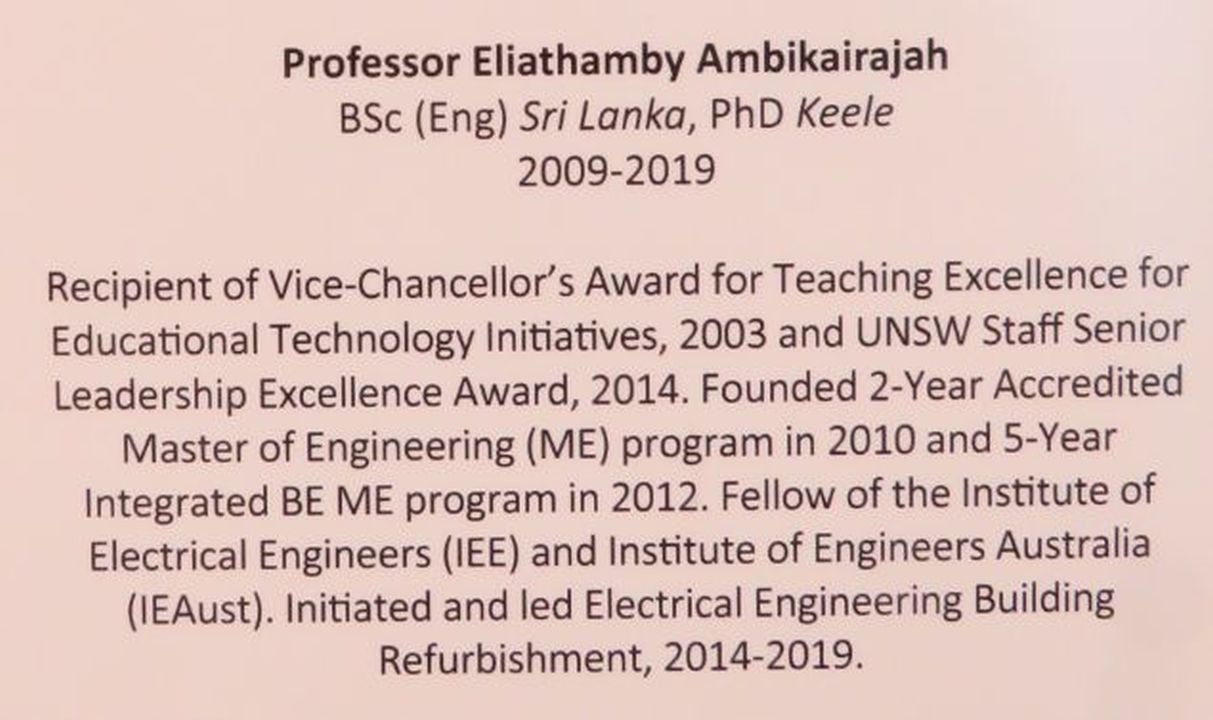 Professor Eliathamby Ambikairajah
BSc (Eng) Sri Lanka, PhD Keele
2009-2019
Recipient of Vice-Chancellor’s Award for Teaching Excellence for
Educational Technology Initiatives, 2003 and UNSW Staff Senior
Leadership Excellence Award, 2014. Founded 2-Year Accredited
Master of Engineering (ME) program in 2010 and 5-Year
Integrated BE ME program in 2012. Fellow of the Institute of
Electrical Engineers (IEE) and Institute of Engineers Australia
(IEAust). Initiated and led Electrical Engineering Building
Refurbishment, 2014-2019.